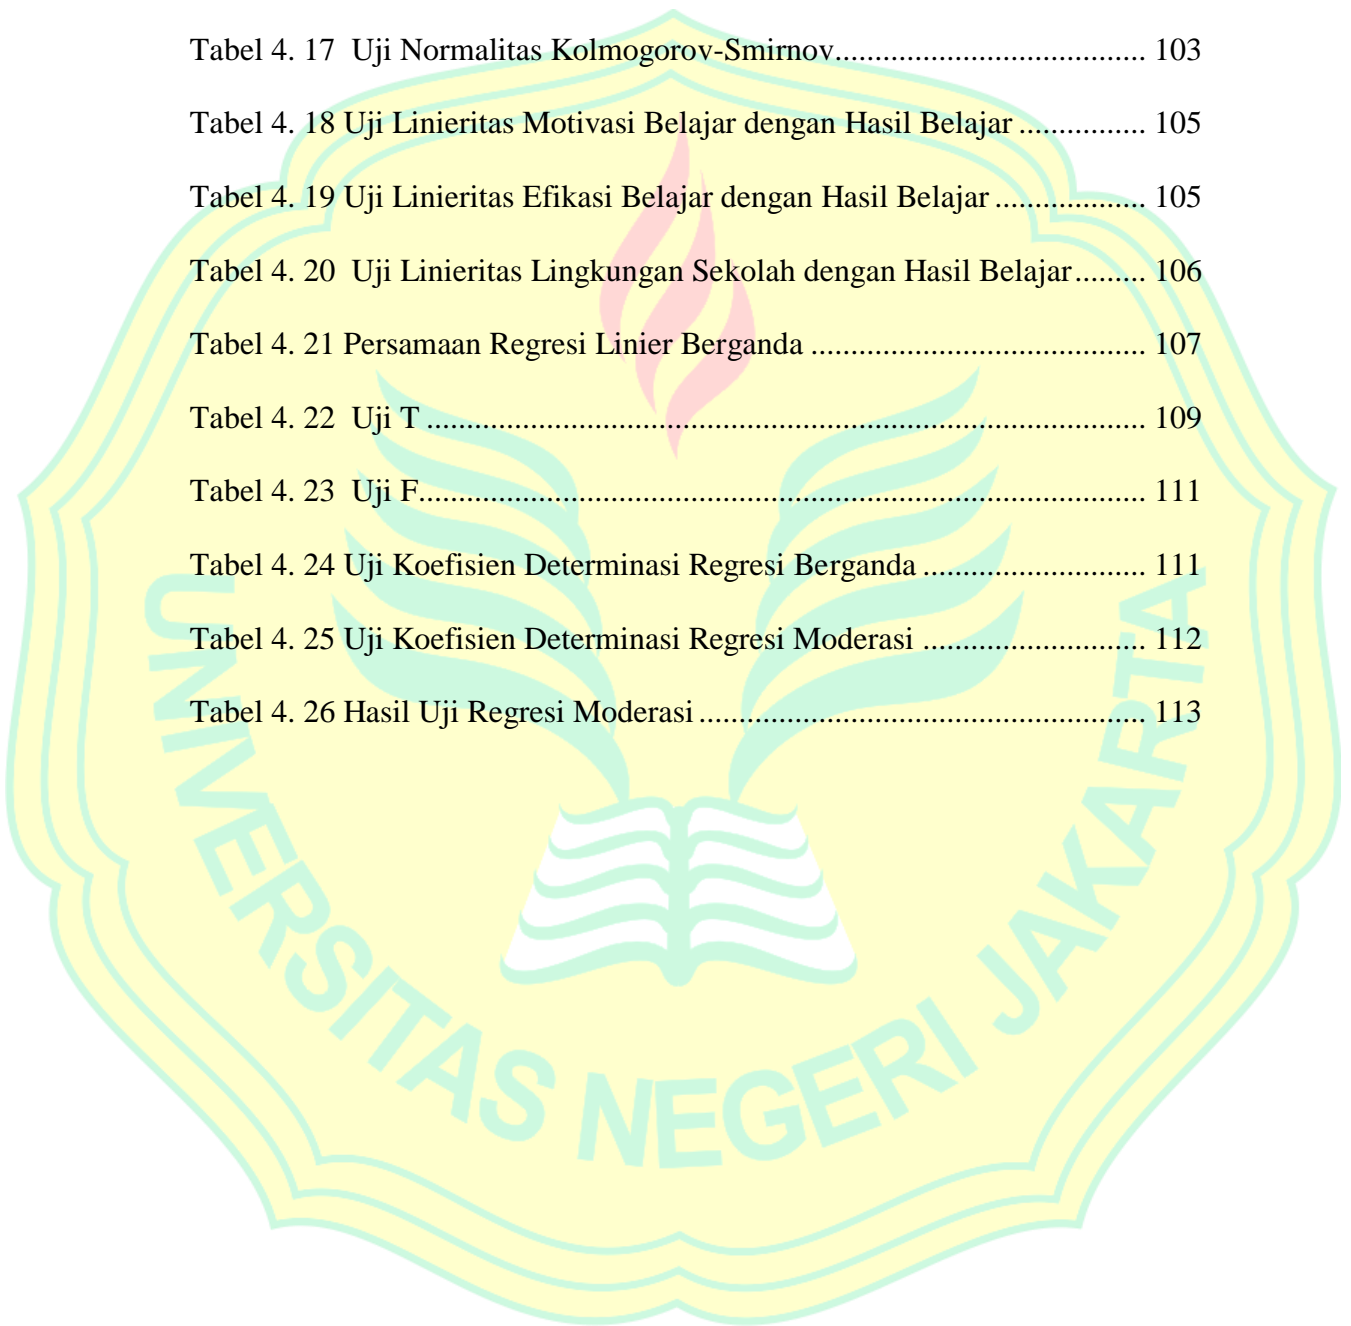 Tabel 4. 17  Uji Normalitas Kolmogorov-Smirnov....................................... 103
Tabel 4. 18 Uji Linieritas Motivasi Belajar dengan Hasil Belajar ................ 105
Tabel 4. 19 Uji Linieritas Efikasi Belajar dengan Hasil Belajar ................... 105
Tabel 4. 20  Uji Linieritas Lingkungan Sekolah dengan Hasil Belajar......... 106
Tabel 4. 21 Persamaan Regresi Linier Berganda .......................................... 107
Tabel 4. 22  Uji T .......................................................................................... 109
Tabel 4. 23  Uji F........................................................................................... 111
Tabel 4. 24 Uji Koefisien Determinasi Regresi Berganda ............................ 111
Tabel 4. 25 Uji Koefisien Determinasi Regresi Moderasi ............................ 112
Tabel 4. 26 Hasil Uji Regresi Moderasi ........................................................ 113
UNIVERSITAS NEGERI JAKARTA